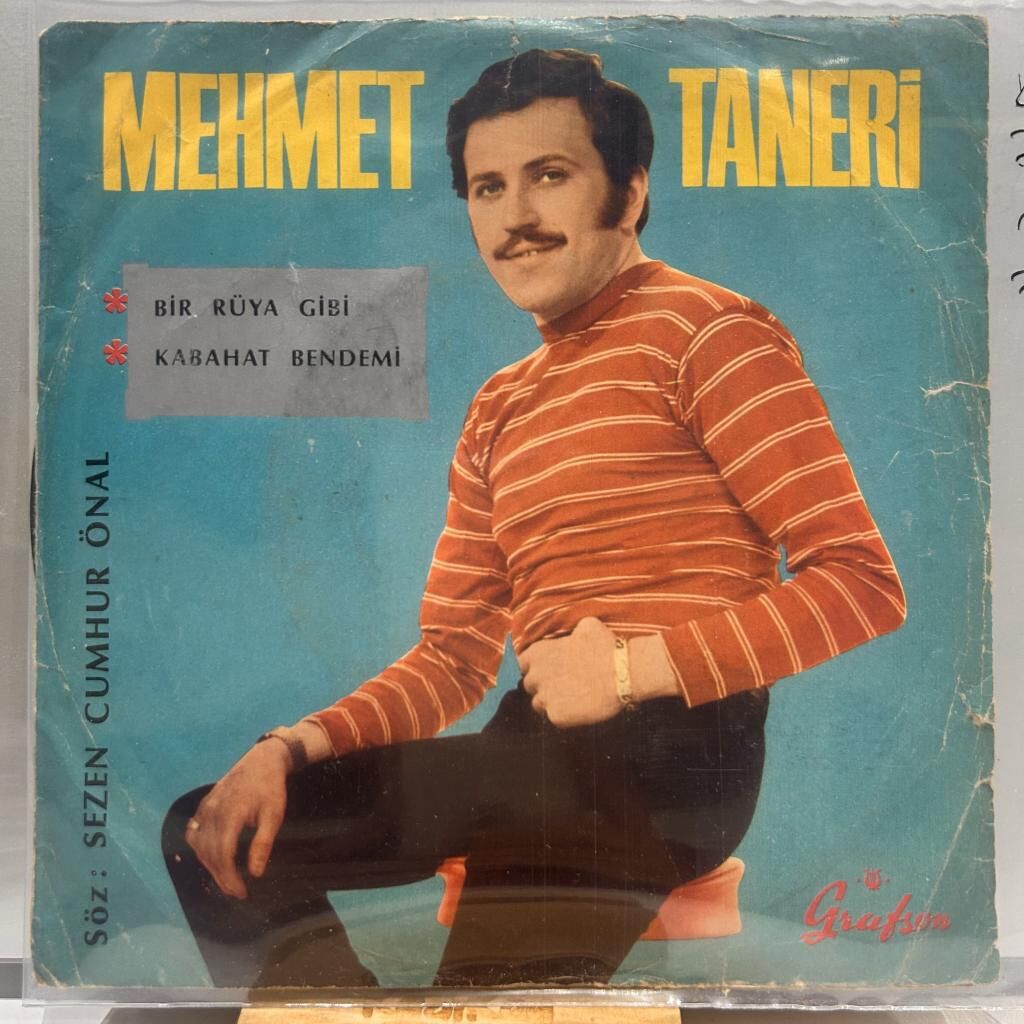 MEHMET TANERİ
* BİR RÜYA GİBİ
* KABAHAT BENDEMİ
Söz: SEZEN CUMHUR ÖNAL
Grafson